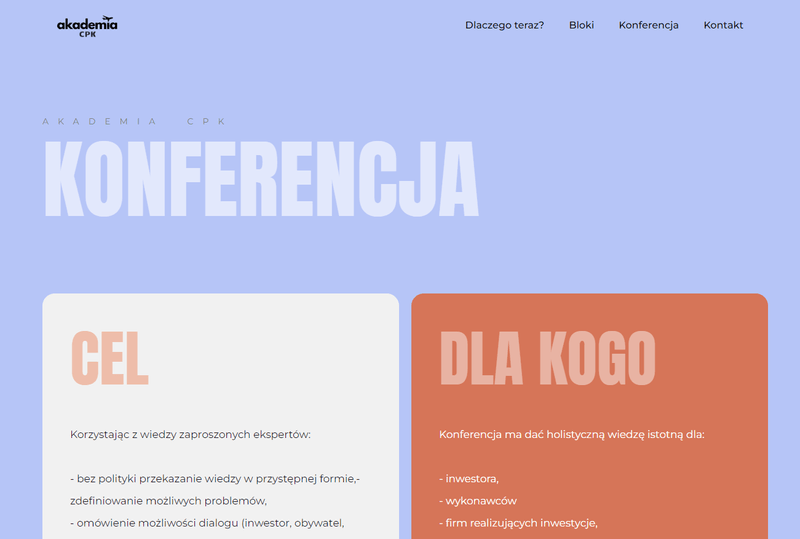 akademia
CPK
Dlaczego teraz? Bloki Konferencja Kontakt
AKADEMIA CPK
KONFERENCJA
CEL
Korzystając z wiedzy zaproszonych ekspertów:
- bez polityki przekazanie wiedzy w przystępnej formie,-
zdefiniowanie możliwych problemów,
- omówienie możliwości dialogu (inwestor, obywatel,
DLA KOGO
Konferencja ma dać holistyczną wiedzę istotną dla:
- inwestora,
- wykonawców
- firm realizujących inwestycje,